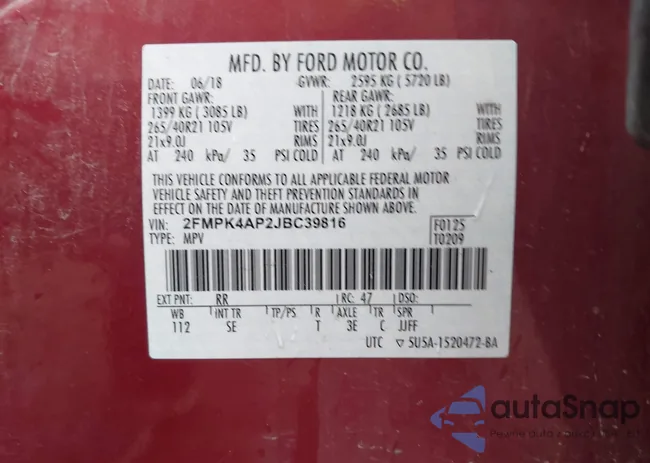 MFD. BY FORD MOTOR CO.
DATE: 06/18 GVWR: 2595 KG ( 5720 LB)
FRONT GAWR: REAR GAWR:
1399 KG ( 3085 LB) WITH 1218 KG ( 2685 LB) WITH
265/40R21 105V TIRES 265/40R21 105V TIRES
21x9.0J RIMS 21x9.0J RIMS
AT 240 kPa/ 35 PSI COLD AT 240 kPa/ 35 PSI COLD
THIS VEHICLE CONFORMS TO ALL APPLICABLE FEDERAL MOTOR
VEHICLE SAFETY AND THEFT PREVENTION STANDARDS IN
EFFECT ON THE DATE OF MANUFACTURE SHOWN ABOVE.
VIN: 2FMPK4AP2JBC39816 F0125
TYPE: MPV T0209
EXT PNT: RR RC: 47 DSO:
WB INT TR TP/PS R AXLE TR SPR
112 SE T 3E C JJFF
UTC ▽ 5U5A-1520472-BA
autoSnap